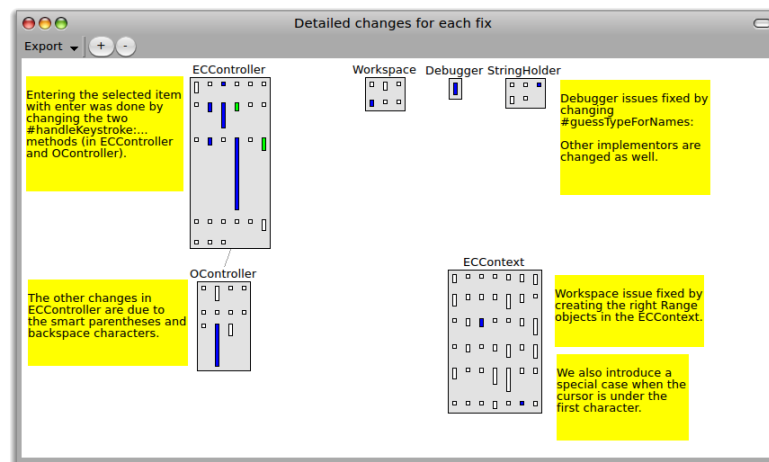 Detailed changes for each fix
Export
+
-
ECController
Workspace
Debugger
StringHolder
Entering the selected item
with enter was done by
changing the two
#handleKeystroke:...
methods (in ECController
and OController).
Debugger issues fixed by
changing
#guessTypeForNames:
Other implementors are
changed as well.
OController
The other changes in
ECController are due to
the smart parentheses and
backspace characters.
ECContext
Workspace issue fixed by
creating the right Range
objects in the ECContext.
We also introduce a
special case when the
cursor is under the
first character.